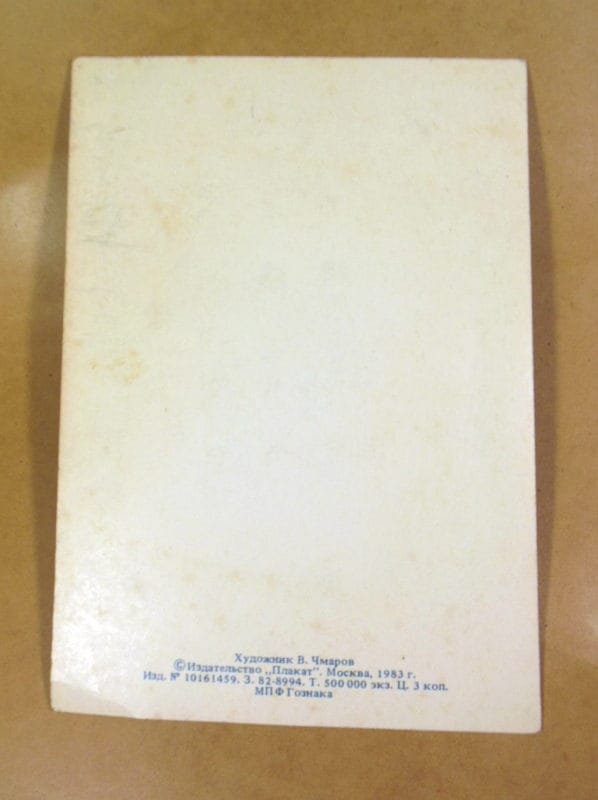 Художник В. Чмаров
©Издательство „Плакат". Москва, 1983 г.
Изд. № 10161459. З. 82-8994. Т. 500 000 экз. Ц. 3 коп.
МПФ Гознака